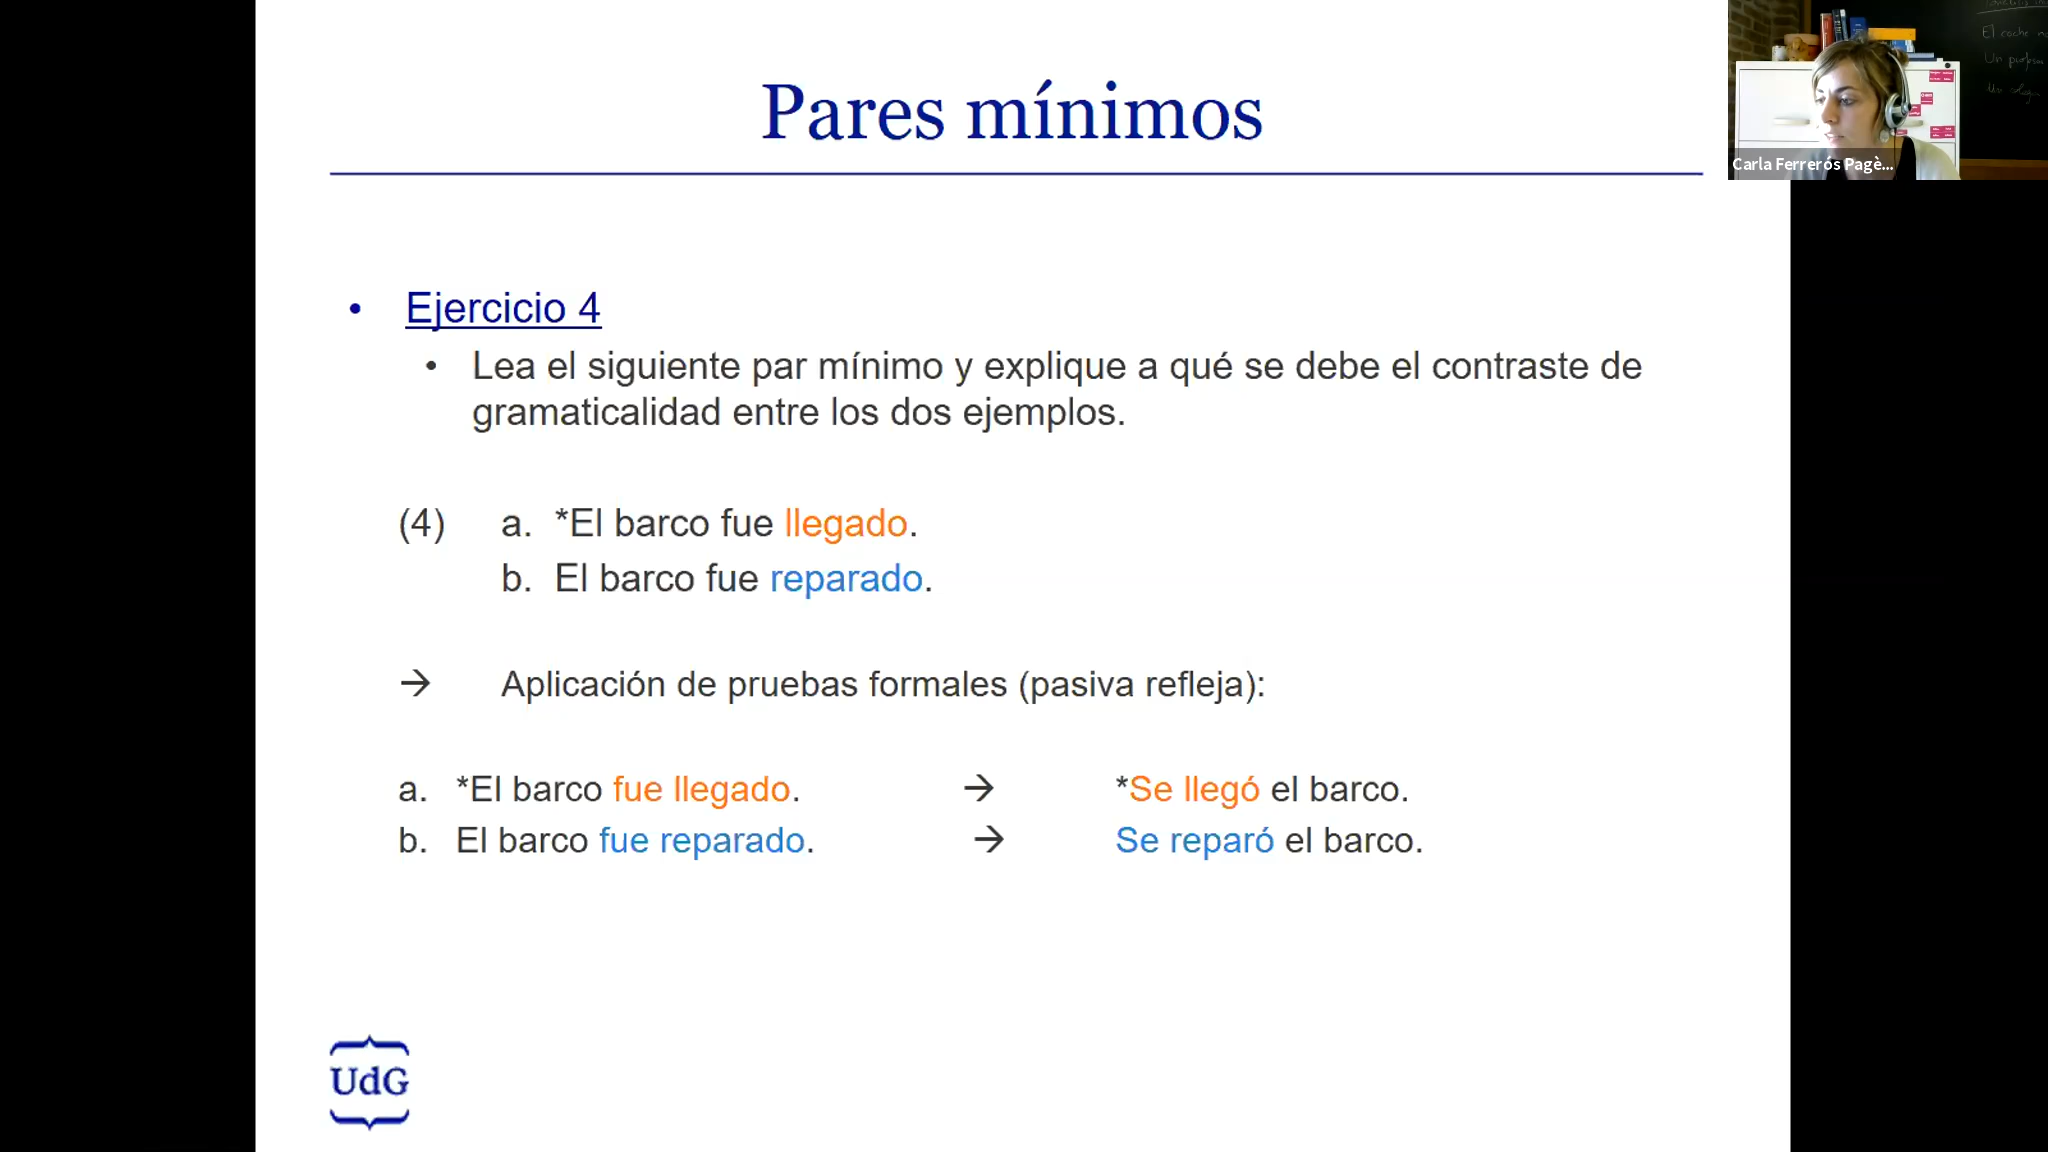 Pares mínimos
Carla Ferrerós Pagè...
El coche
• Ejercicio 4
• Lea el siguiente par mínimo y explique a qué se debe el contraste de
gramaticalidad entre los dos ejemplos.
(4) a. *El barco fue llegado.
b. El barco fue reparado.
→ Aplicación de pruebas formales (pasiva refleja):
a. *El barco fue llegado. → *Se llegó el barco.
b. El barco fue reparado. → Se reparó el barco.
UdG